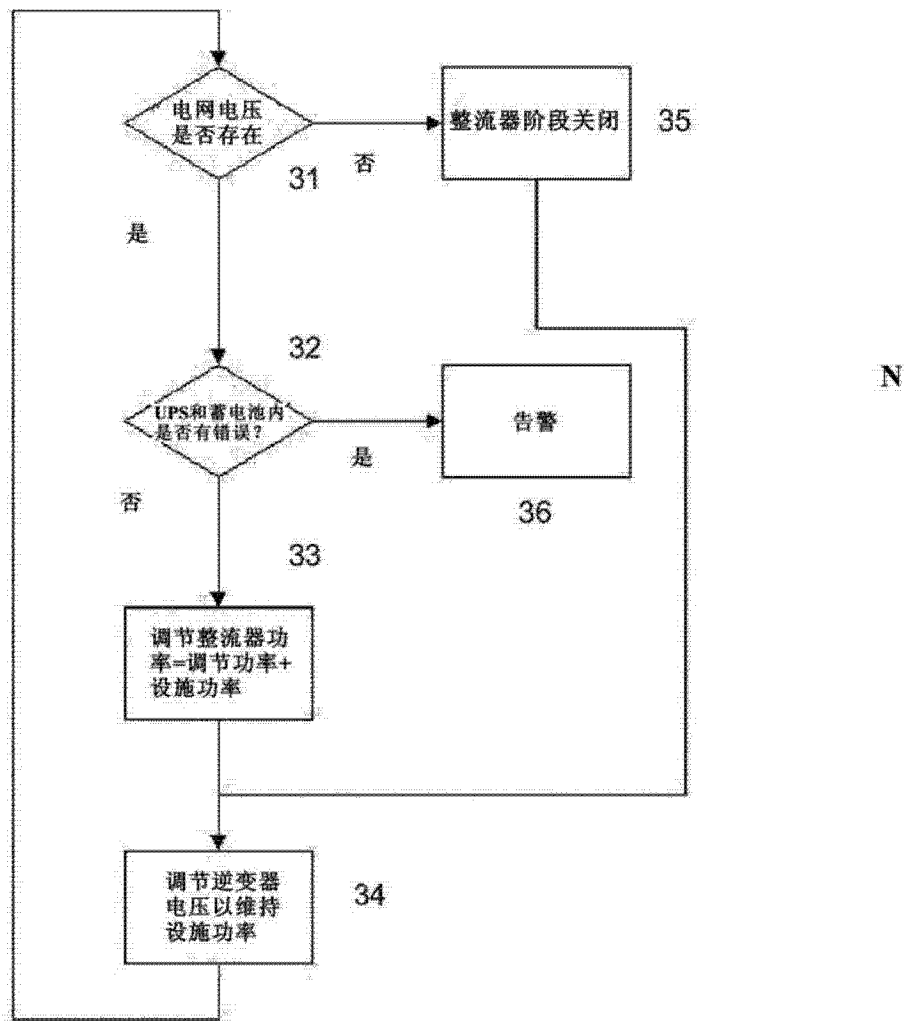 电网电压
是否存在
31
否
整流器阶段关闭
35
是
32
UPS和蓄电池内
是否有错误？
是
告警
36
N
否
33
调节整流器功
率=调节功率+
设施功率
调节逆变器
电压以维持
设施功率
34